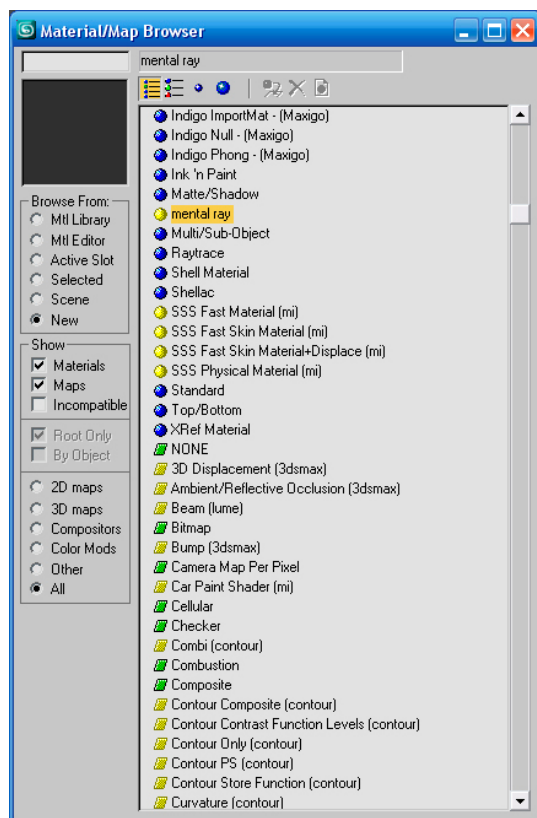 Material/Map Browser
mental ray
Browse From:
Mtl Library
Mtl Editor
Active Slot
Selected
Scene
New
Show
Materials
Maps
Incompatible
Root Only
By Object
2D maps
3D maps
Compositors
Color Mods
Other
All
Indigo ImportMat - (Maxigo)
Indigo Null - (Maxigo)
Indigo Phong - (Maxigo)
Ink 'n Paint
Matte/Shadow
mental ray
Multi/Sub-Object
Raytrace
Shell Material
Shellac
SSS Fast Material (mi)
SSS Fast Skin Material (mi)
SSS Fast Skin Material+Displace (mi)
SSS Physical Material (mi)
Standard
Top/Bottom
XRef Material
NONE
3D Displacement (3dsmax)
Ambient/Reflective Occlusion (3dsmax)
Beam (lume)
Bitmap
Bump (3dsmax)
Camera Map Per Pixel
Car Paint Shader (mi)
Cellular
Checker
Combi (contour)
Combustion
Composite
Contour Composite (contour)
Contour Contrast Function Levels (contour)
Contour Only (contour)
Contour PS (contour)
Contour Store Function (contour)
Curvature (contour)